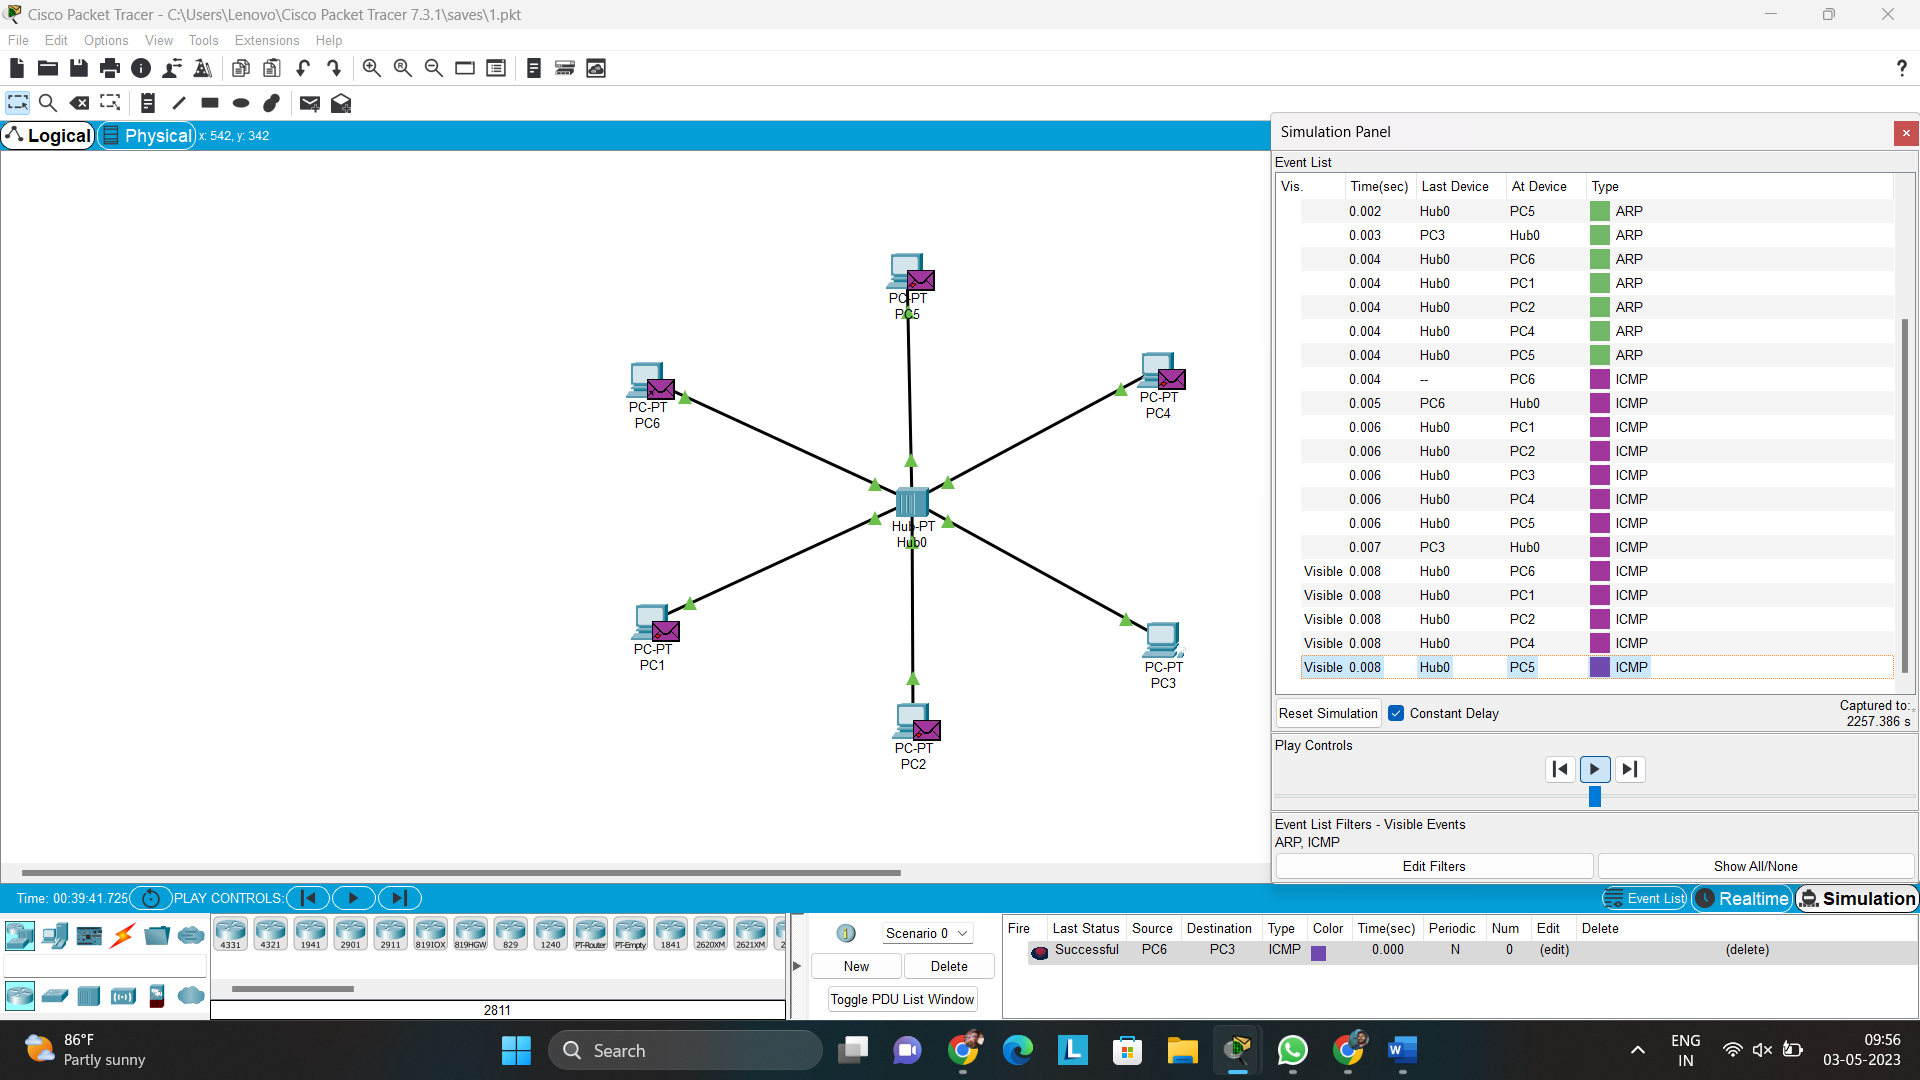 Cisco Packet Tracer - C:\Users\Lenovo\Cisco Packet Tracer 7.3.1\saves\1.pkt
File Edit Options View Tools Extensions Help
?
Logical Physical x: 542, y: 342
PC-PT
PC5
PC-PT
PC6
PC-PT
PC4
Hub-PT
Hub0
PC-PT
PC1
PC-PT
PC3
PC-PT
PC2
Simulation Panel
Event List
Vis. Time(sec) Last Device At Device Type
0.002 Hub0 PC5 ARP
0.003 PC3 Hub0 ARP
0.004 Hub0 PC6 ARP
0.004 Hub0 PC1 ARP
0.004 Hub0 PC2 ARP
0.004 Hub0 PC4 ARP
0.004 Hub0 PC5 ARP
0.004 -- PC6 ICMP
0.005 PC6 Hub0 ICMP
0.006 Hub0 PC1 ICMP
0.006 Hub0 PC2 ICMP
0.006 Hub0 PC3 ICMP
0.006 Hub0 PC4 ICMP
0.006 Hub0 PC5 ICMP
0.007 PC3 Hub0 ICMP
Visible 0.008 Hub0 PC6 ICMP
Visible 0.008 Hub0 PC1 ICMP
Visible 0.008 Hub0 PC2 ICMP
Visible 0.008 Hub0 PC4 ICMP
Visible 0.008 Hub0 PC5 ICMP
Reset Simulation Constant Delay
Captured to:
2257.386 s
Play Controls
Event List Filters - Visible Events
ARP, ICMP
Edit Filters Show All/None
Time: 00:39:41.725 PLAY CONTROLS:
Event List Realtime Simulation
4331 4321 1941 2901 2911 819IOX 819HGW 829 1240 PT-Router PT-Empty 1841 2620XM 2621XM 2
2811
Scenario 0
New Delete
Toggle PDU List Window
Fire Last Status Source Destination Type Color Time(sec) Periodic Num Edit Delete
Successful PC6 PC3 ICMP 0.000 N 0 (edit) (delete)
86°F
Partly sunny
Search
ENG
IN
09:56
03-05-2023